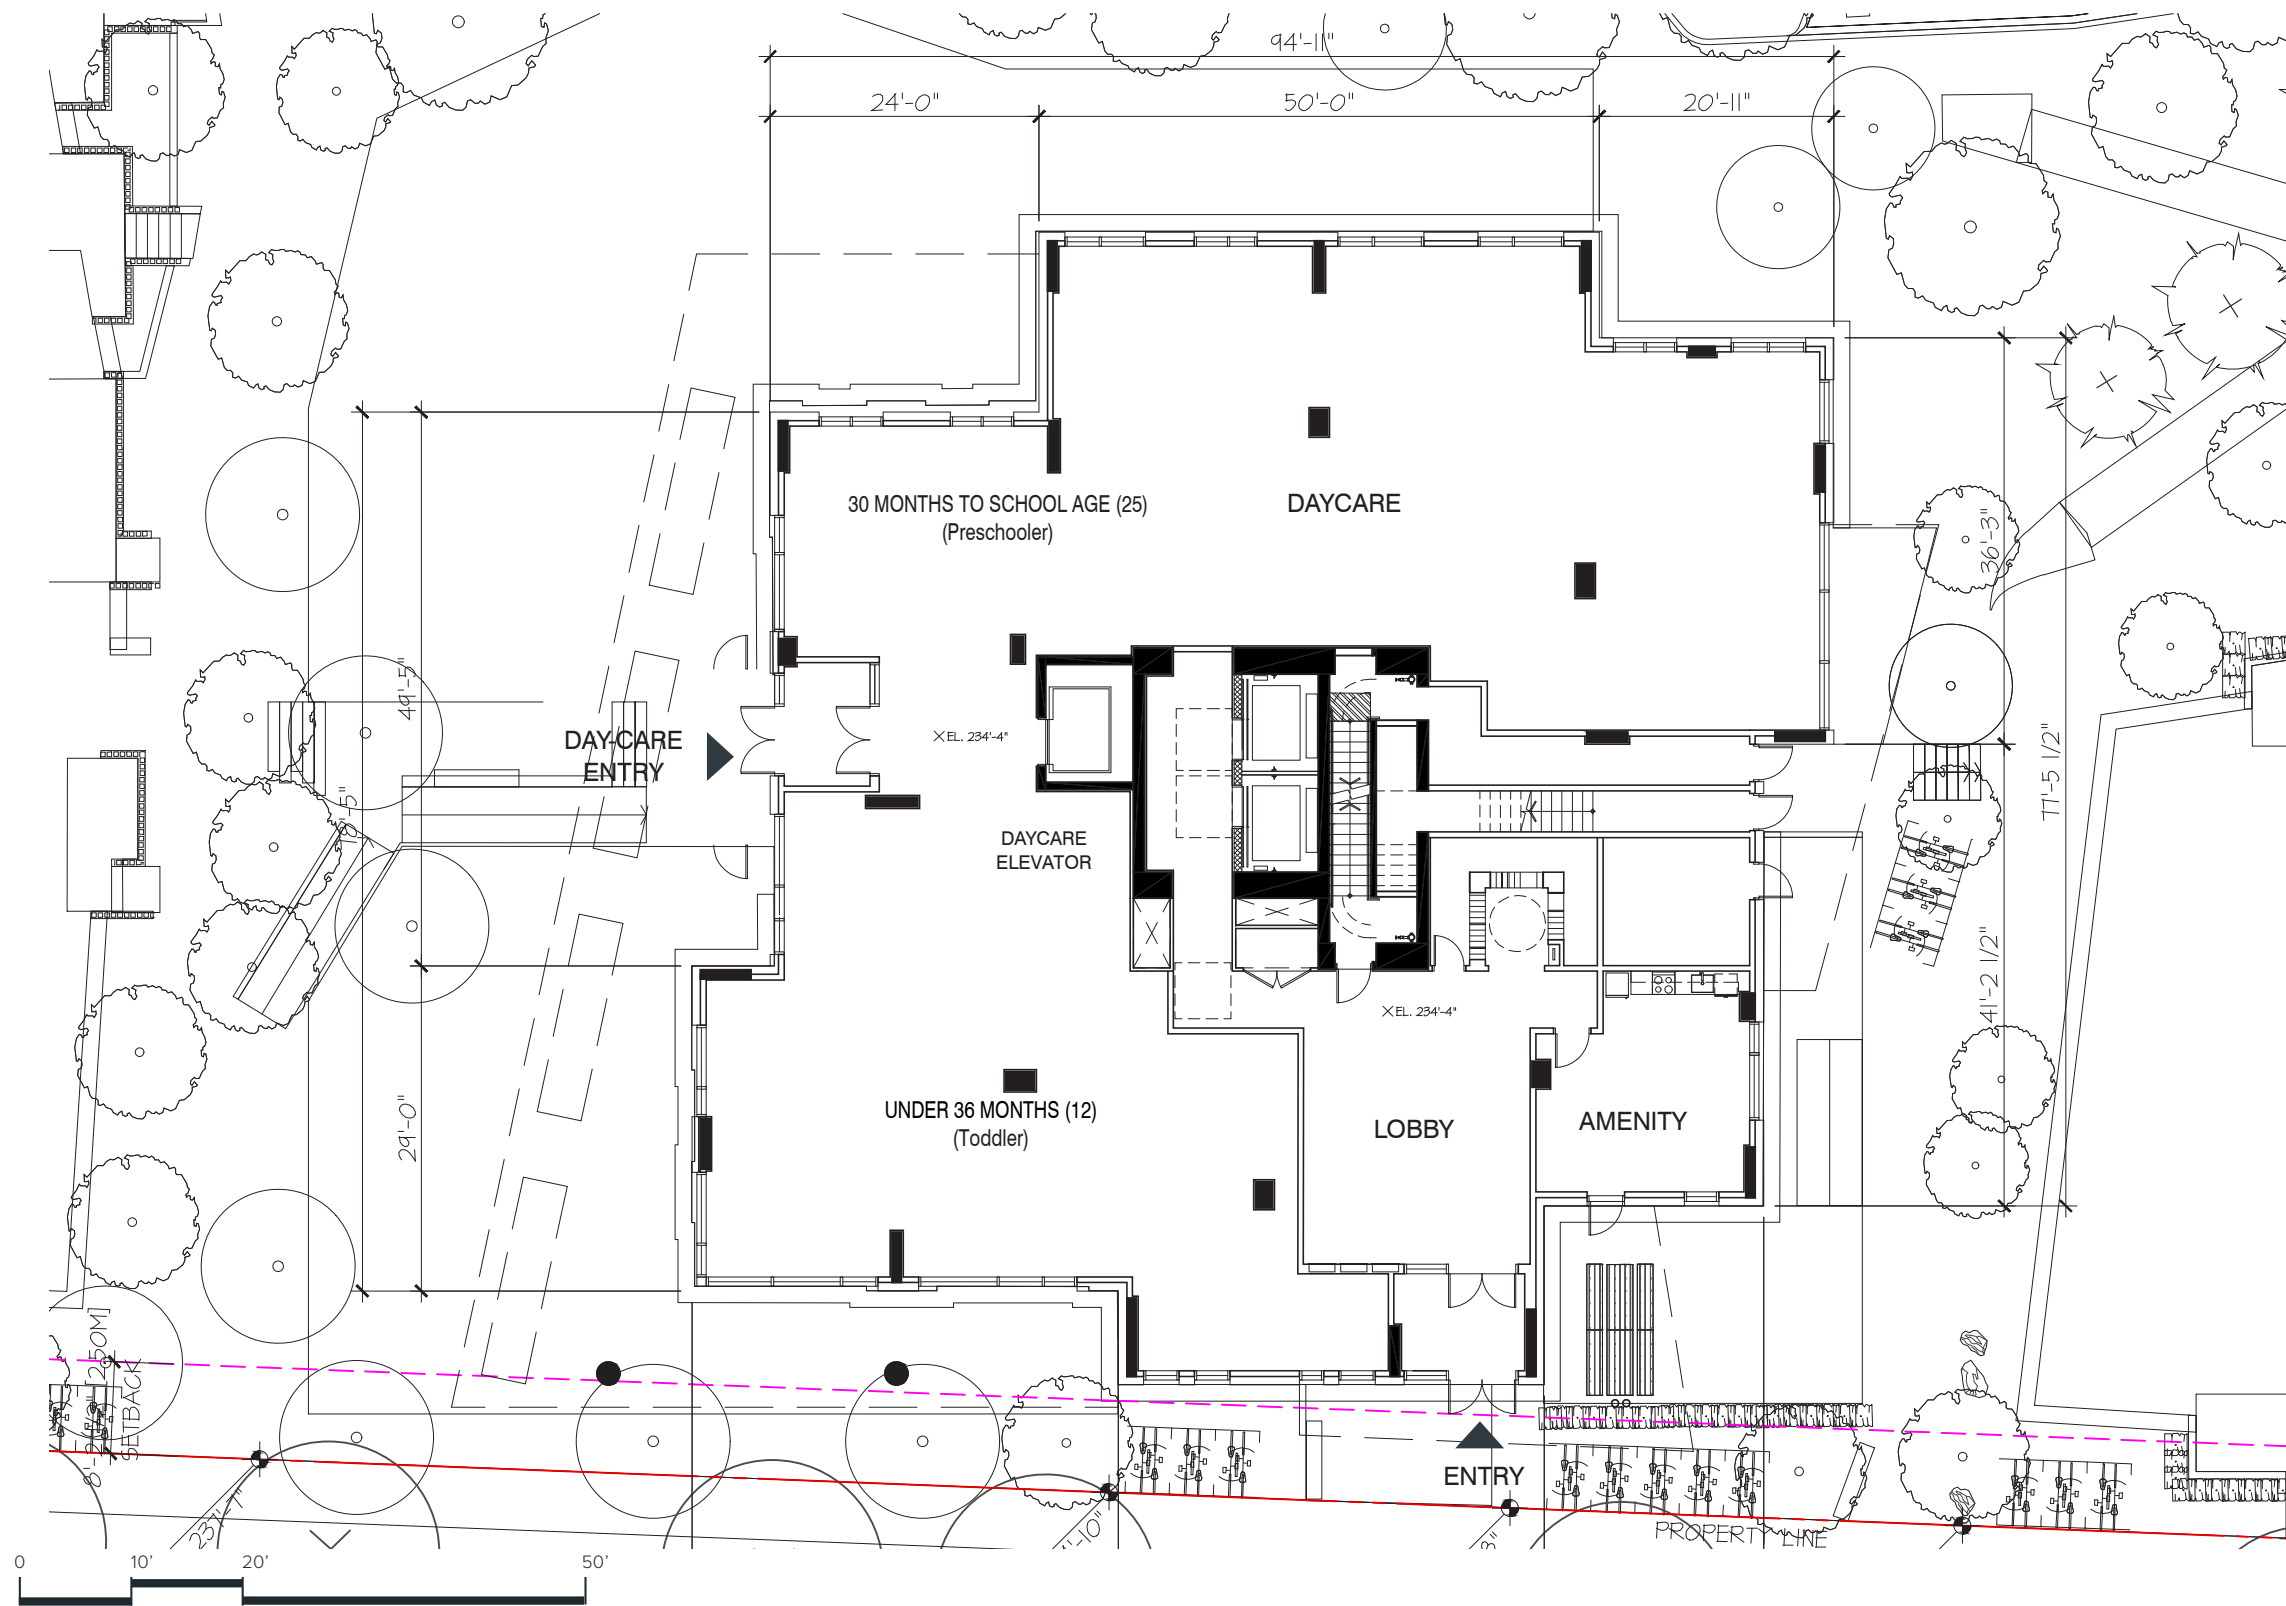 94'-11"
24'-0"
50'-0"
20'-11"
30 MONTHS TO SCHOOL AGE (25)
(Preschooler)
DAYCARE
36'-3"
49'-5"
DAY-CARE
ENTRY
EL. 234'-4"
77'-5 1/2"
DAYCARE
ELEVATOR
41'-2 1/2"
EL. 234'-4"
29'-0"
UNDER 36 MONTHS (12)
(Toddler)
LOBBY
AMENITY
[2.50M]
SETBACK
ENTRY
PROPERTY LINE
0
10'
20'
50'